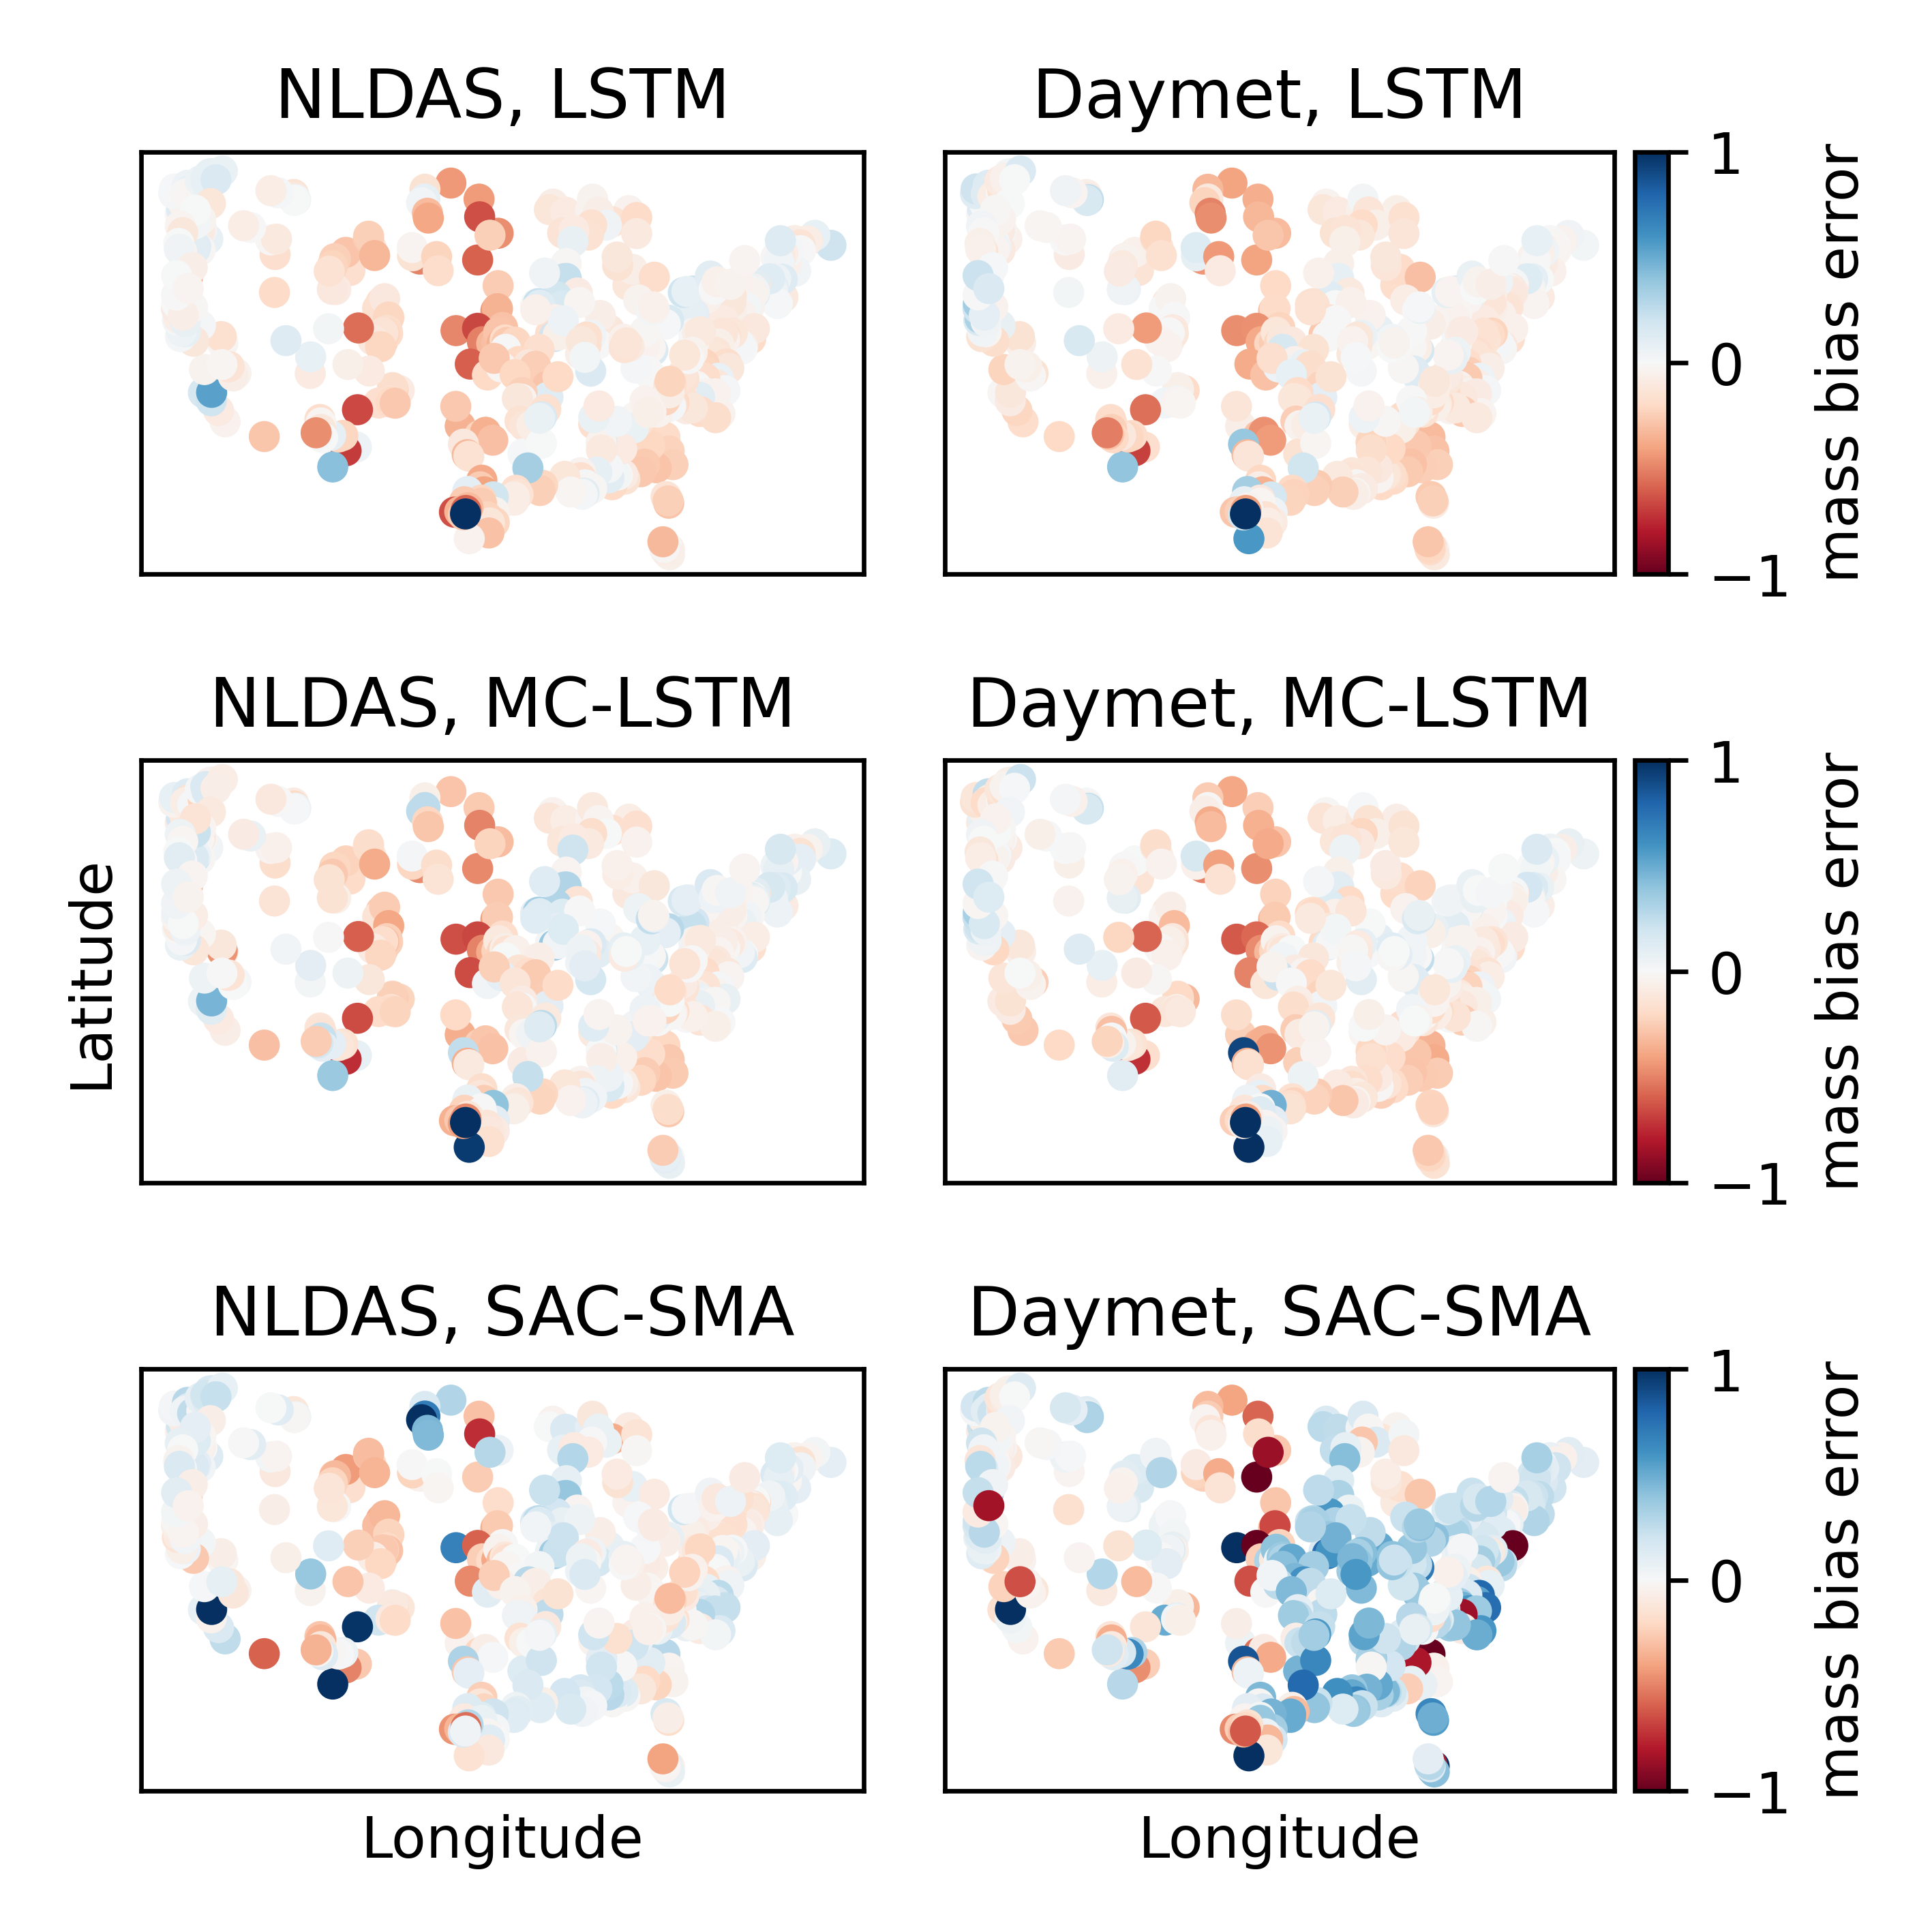 NLDAS, LSTM
Daymet, LSTM
1
0
−1
mass bias error
NLDAS, MC-LSTM
Daymet, MC-LSTM
Latitude
1
0
−1
mass bias error
NLDAS, SAC-SMA
Daymet, SAC-SMA
1
0
−1
mass bias error
Longitude
Longitude